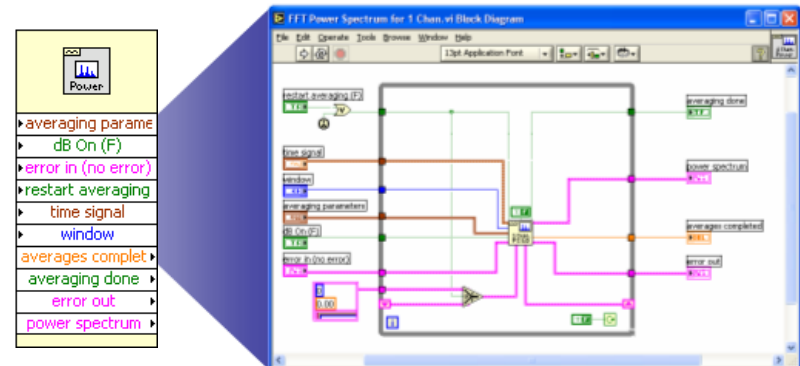 Power
averaging parame
dB On (F)
error in (no error)
restart averaging
time signal
window
averages complet
averaging done
error out
power spectrum
FFT Power Spectrum for 1 Chan.vi Block Diagram
File Edit Operate Tools Browse Window Help
13pt Application Font
restart averaging (F)
time signal
window
averaging parameters
dB On (F)
error in (no error)
0.00
averaging done
power spectrum
averages completed
error out
i